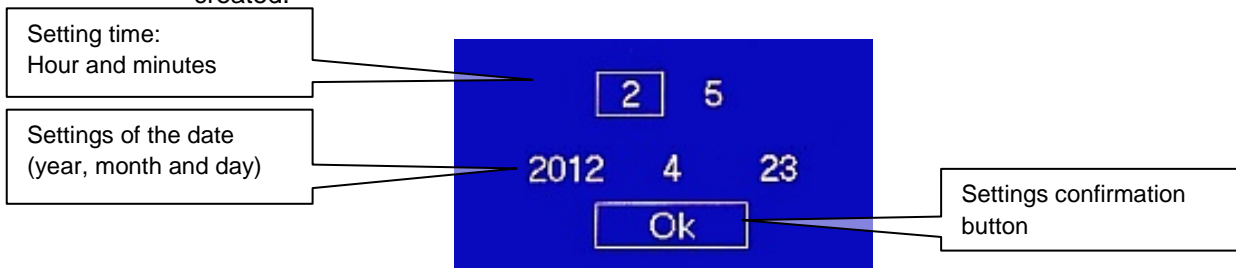 created.
Setting time:
Hour and minutes
2 5
Settings of the date
(year, month and day)
2012 4 23
Settings confirmation
button
Ok